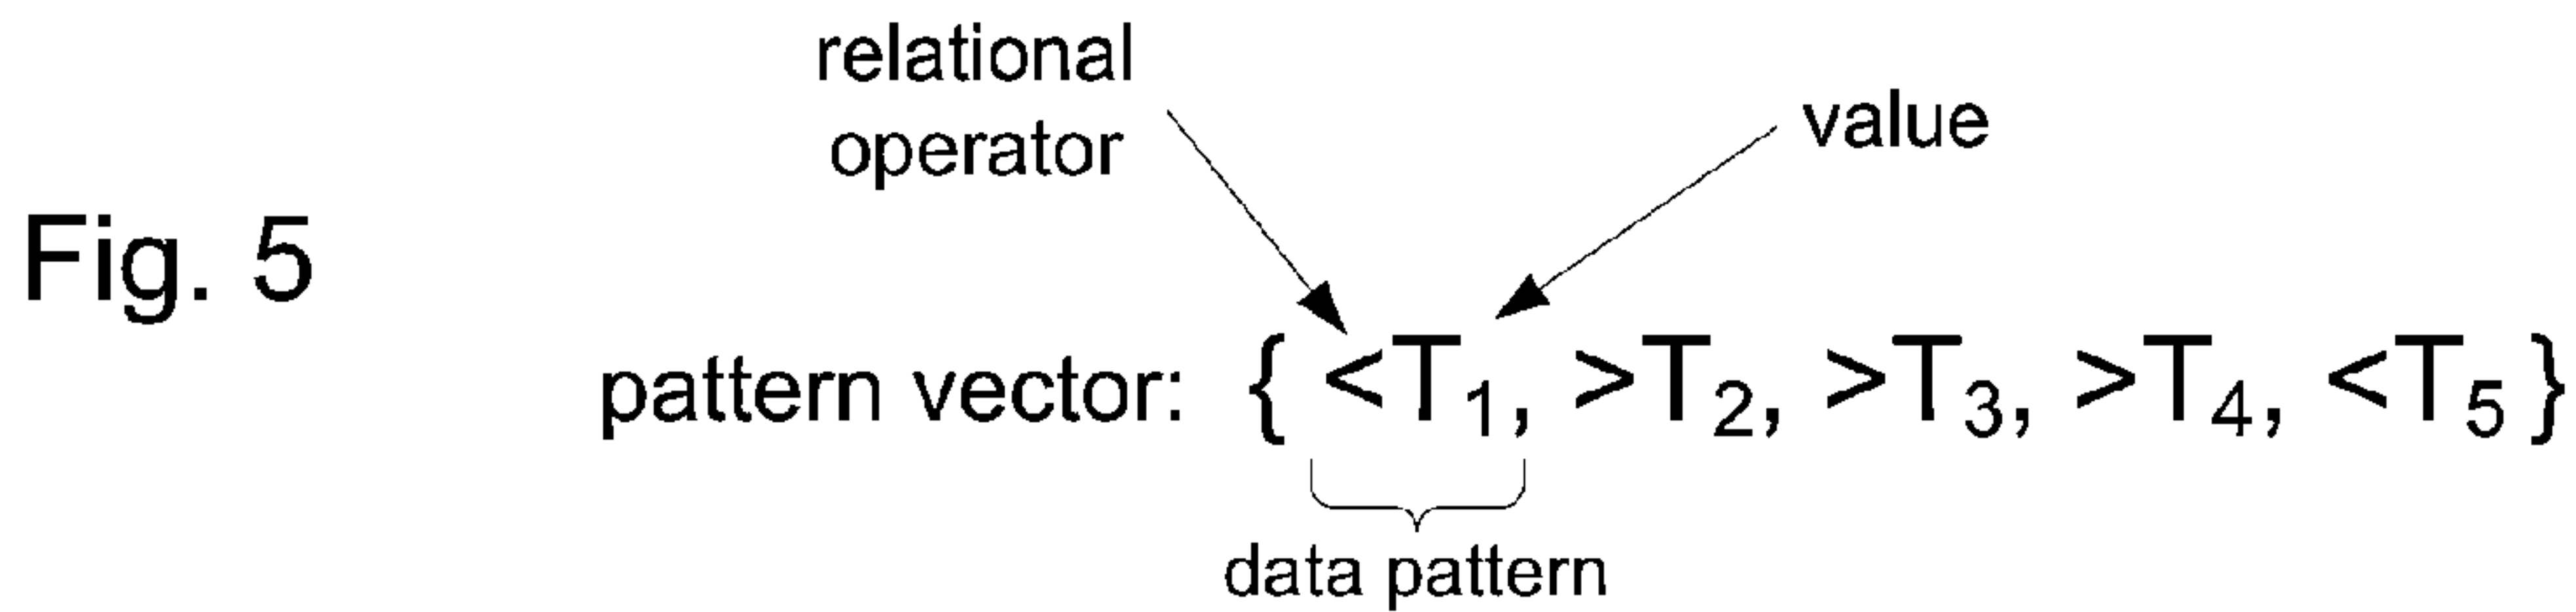 relational
operator
value
Fig. 5
pattern vector: { <T₁, >T₂, >T₃, >T₄, <T₅ }
data pattern